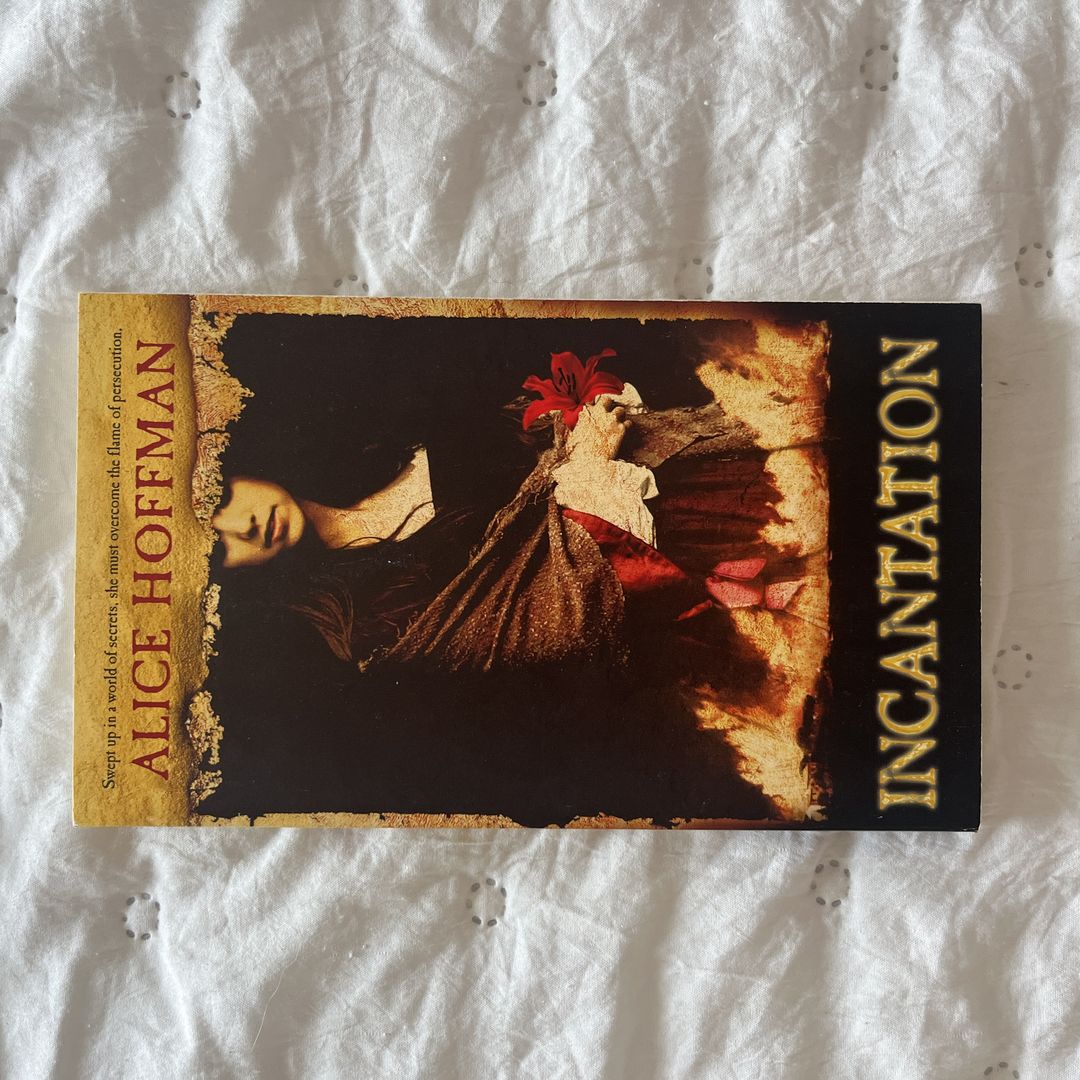 Swept up in a world of secrets, she must overcome the flame of persecution.
ALICE HOFFMAN
INCANTATION